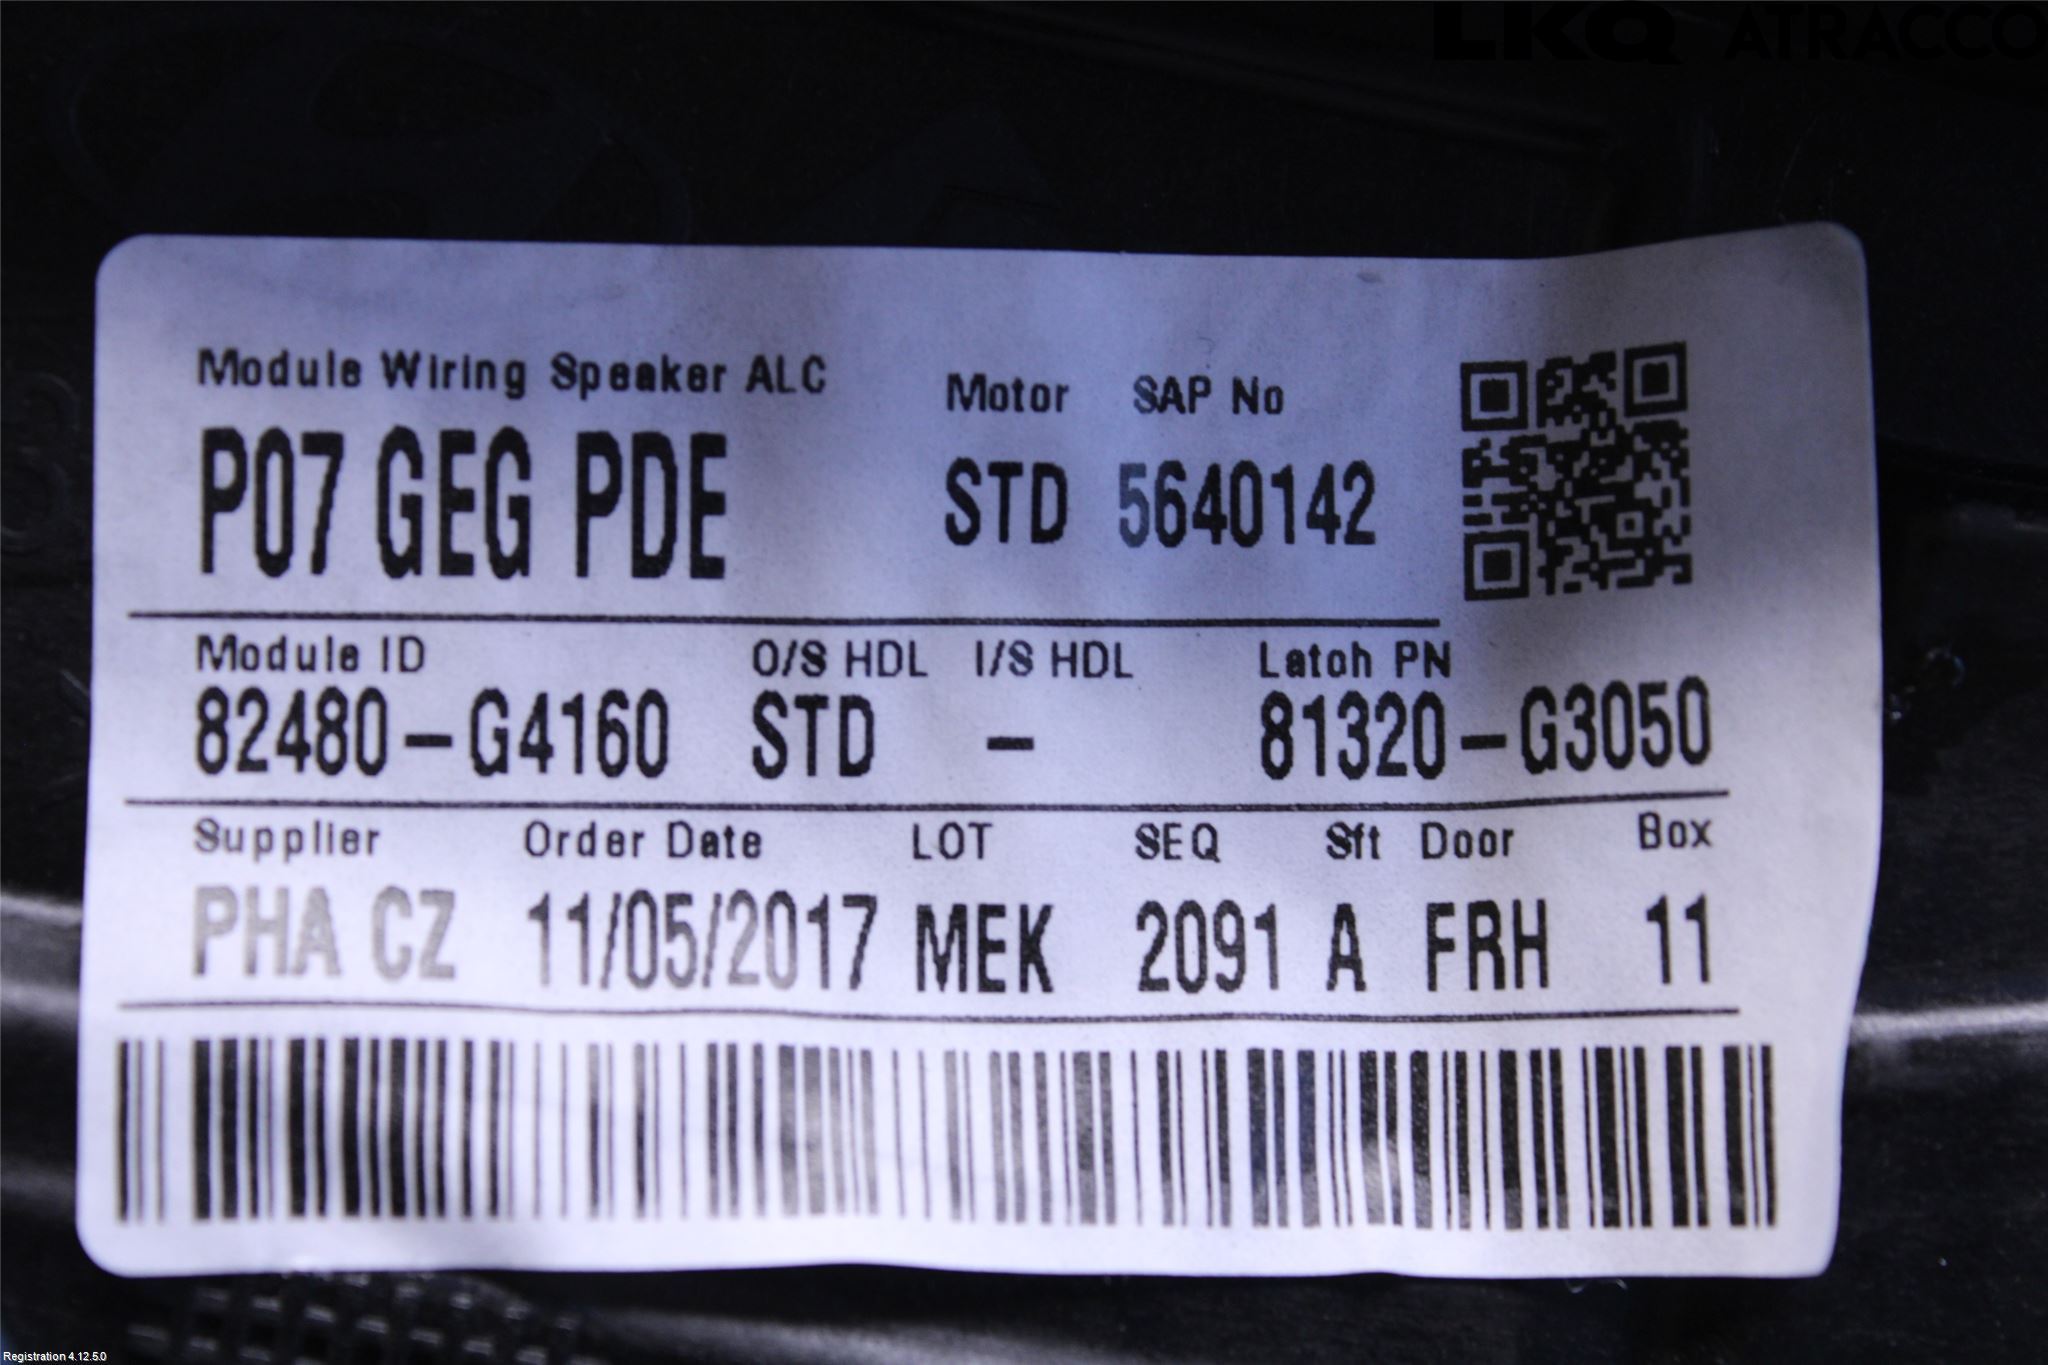 LKQ ATRACCO
Module Wiring Speaker ALC Motor SAP No
P07 GEG PDE STD 5640142
Module ID O/S HDL I/S HDL Latch PN
82480-G4160 STD - 81320-G3050
Supplier Order Date LOT SEQ Sft Door Box
PHA CZ 11/05/2017 MEK 2091 A FRH 11
Registration 4.12.5.0